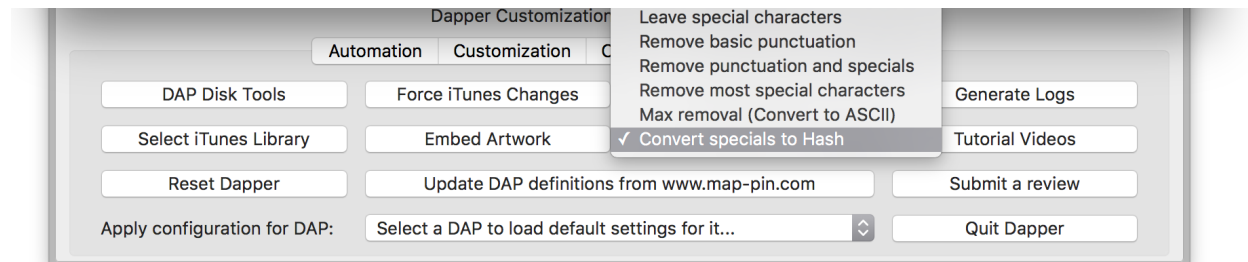 Dapper Customization
Leave special characters
Automation Customization C
Remove basic punctuation
Remove punctuation and specials
DAP Disk Tools Force iTunes Changes Remove most special characters Generate Logs
Max removal (Convert to ASCII)
Select iTunes Library Embed Artwork ✓ Convert specials to Hash Tutorial Videos
Reset Dapper Update DAP definitions from www.map-pin.com Submit a review
Apply configuration for DAP: Select a DAP to load default settings for it... Quit Dapper